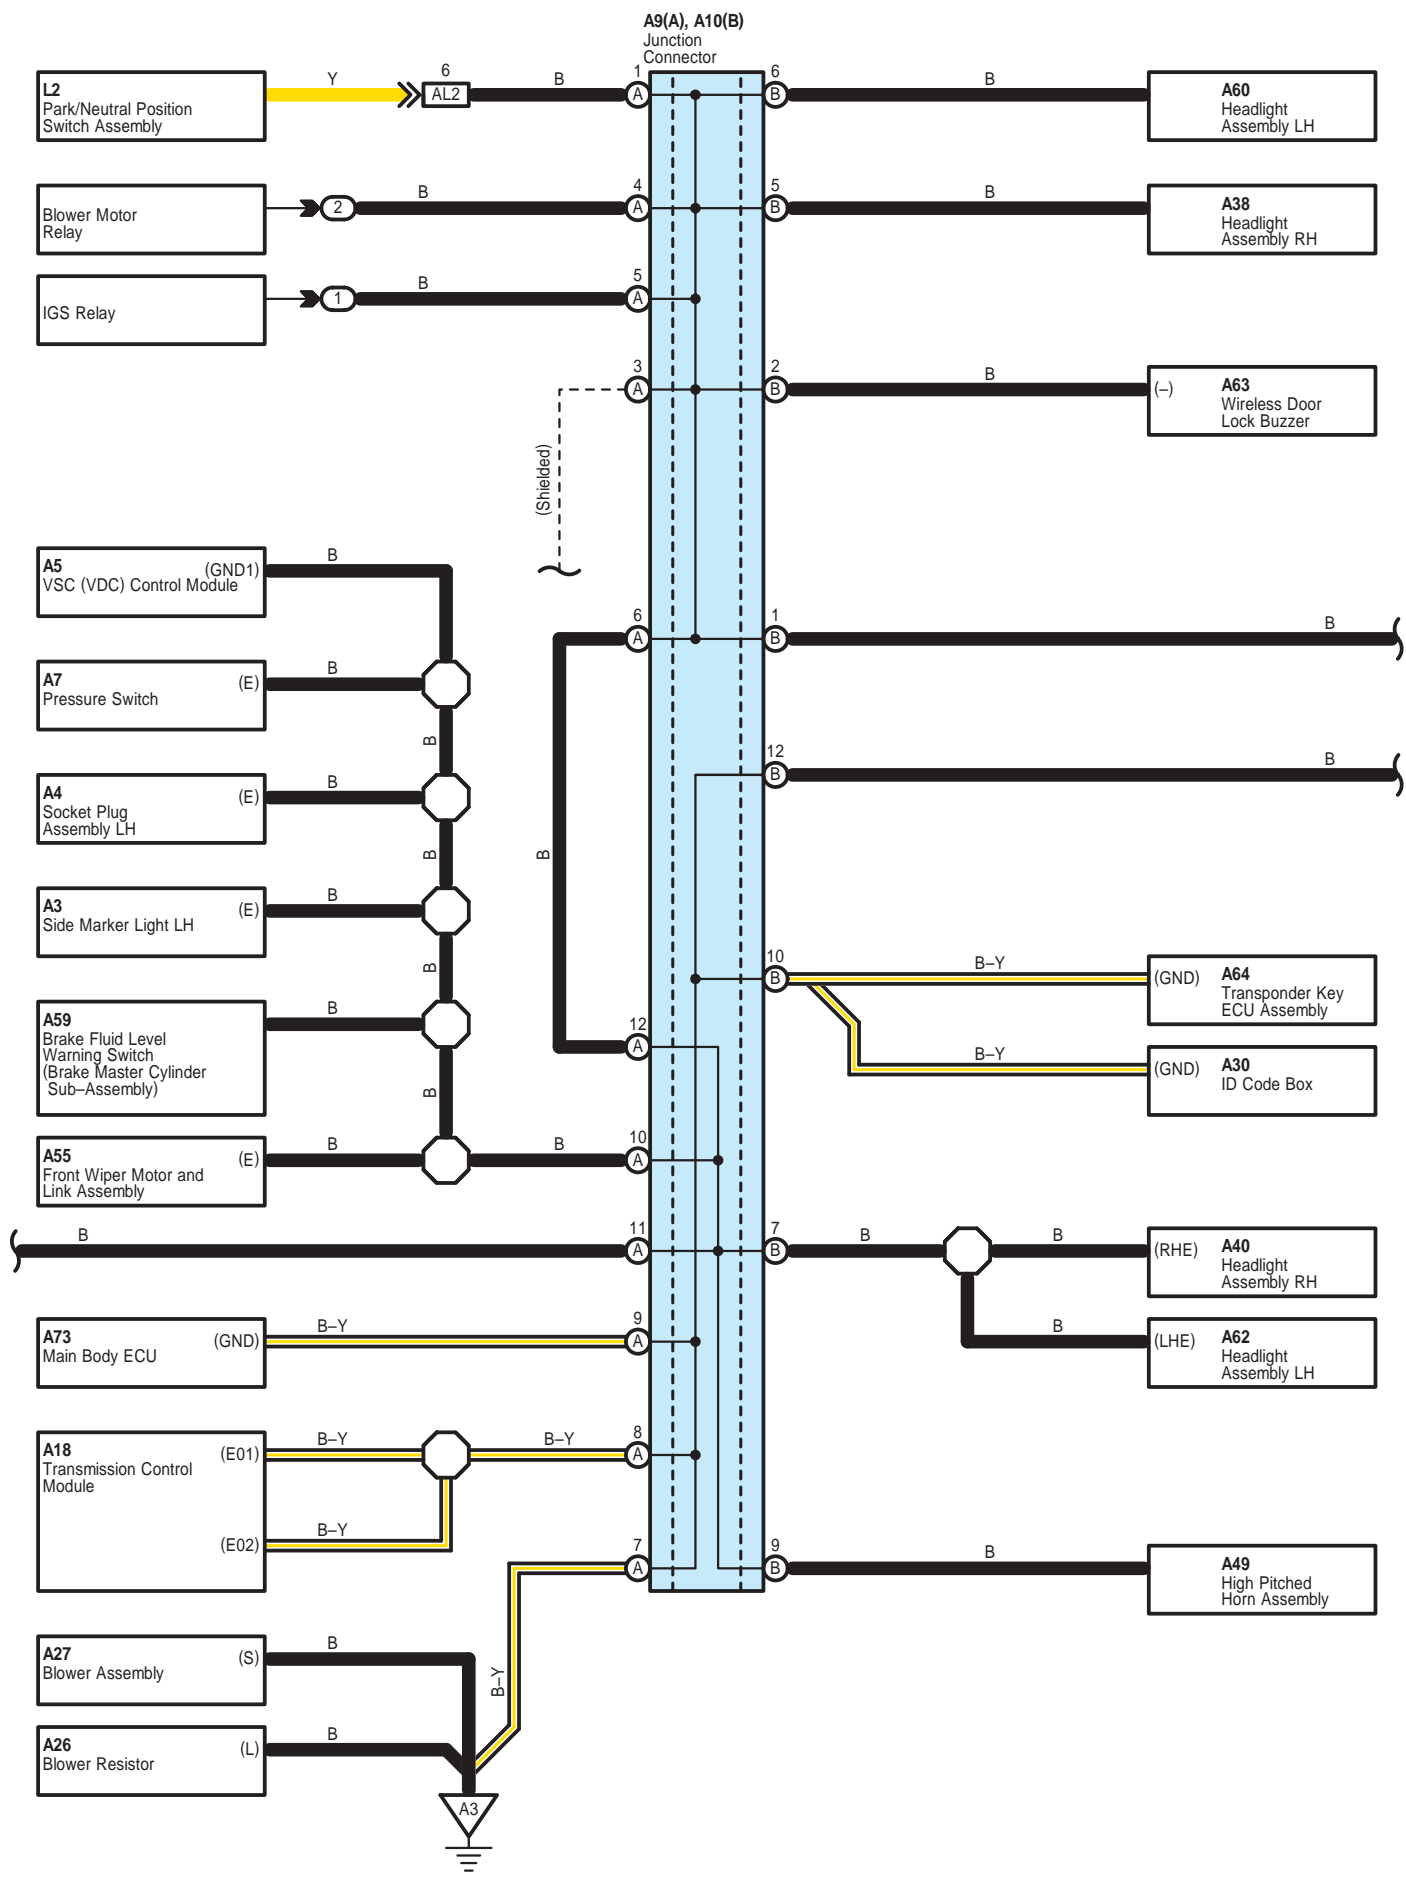 A9(A), A10(B)
Junction
Connector
L2
Park/Neutral Position
Switch Assembly
Y
6
AL2
B
1
A
6
B
B
A60
Headlight
Assembly LH
Blower Motor
Relay
2
B
4
A
5
B
B
A38
Headlight
Assembly RH
IGS Relay
1
B
5
A
3
A
(Shielded)
2
B
B
(–)
A63
Wireless Door
Lock Buzzer
A5
VSC (VDC) Control Module
(GND1)
B
6
A
B
1
B
B
A7
Pressure Switch
(E)
B
B
12
B
B
A4
Socket Plug
Assembly LH
(E)
B
B
A3
Side Marker Light LH
(E)
B
B
10
B
B–Y
(GND)
A64
Transponder Key
ECU Assembly
A59
Brake Fluid Level
Warning Switch
(Brake Master Cylinder
Sub–Assembly)
B
B
12
A
B–Y
(GND)
A30
ID Code Box
A55
Front Wiper Motor and
Link Assembly
(E)
B
B
10
A
B
11
A
7
B
B
B
(RHE)
A40
Headlight
Assembly RH
A73
Main Body ECU
(GND)
B–Y
9
A
B
(LHE)
A62
Headlight
Assembly LH
A18
Transmission Control
Module
(E01)
B–Y
B–Y
8
A
(E02)
B–Y
7
A
B–Y
9
B
B
A49
High Pitched
Horn Assembly
A27
Blower Assembly
(S)
B
A26
Blower Resistor
(L)
B
A3